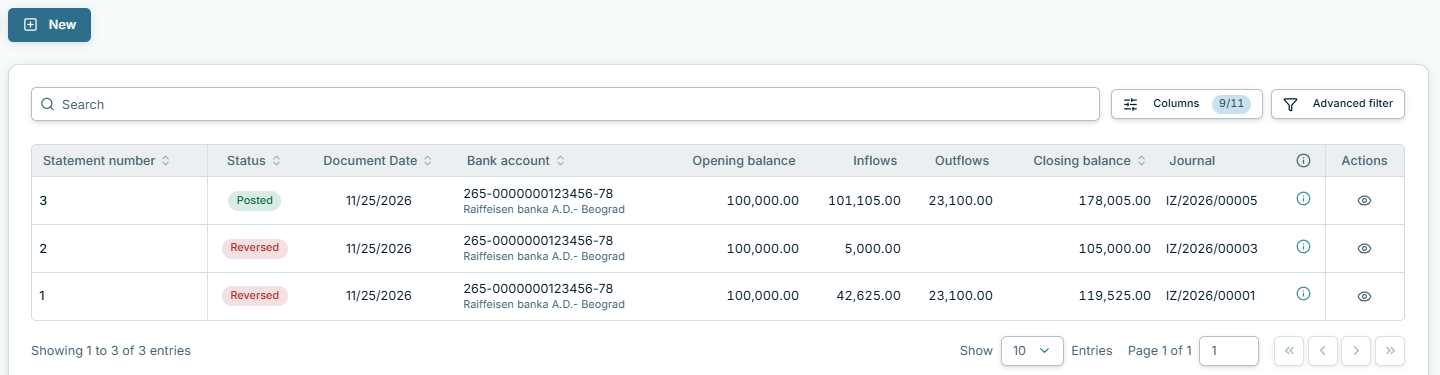 New
Search
Columns 9/11
Advanced filter
Statement number Status Document Date Bank account Opening balance Inflows Outflows Closing balance Journal Actions
3 Posted 11/25/2026 265-0000000123456-78 100,000.00 101,105.00 23,100.00 178,005.00 IZ/2026/00005
Raiffeisen banka A.D.- Beograd
2 Reversed 11/25/2026 265-0000000123456-78 100,000.00 5,000.00 105,000.00 IZ/2026/00003
Raiffeisen banka A.D.- Beograd
1 Reversed 11/25/2026 265-0000000123456-78 100,000.00 42,625.00 23,100.00 119,525.00 IZ/2026/00001
Raiffeisen banka A.D.- Beograd
Showing 1 to 3 of 3 entries Show 10 Entries Page 1 of 1 1